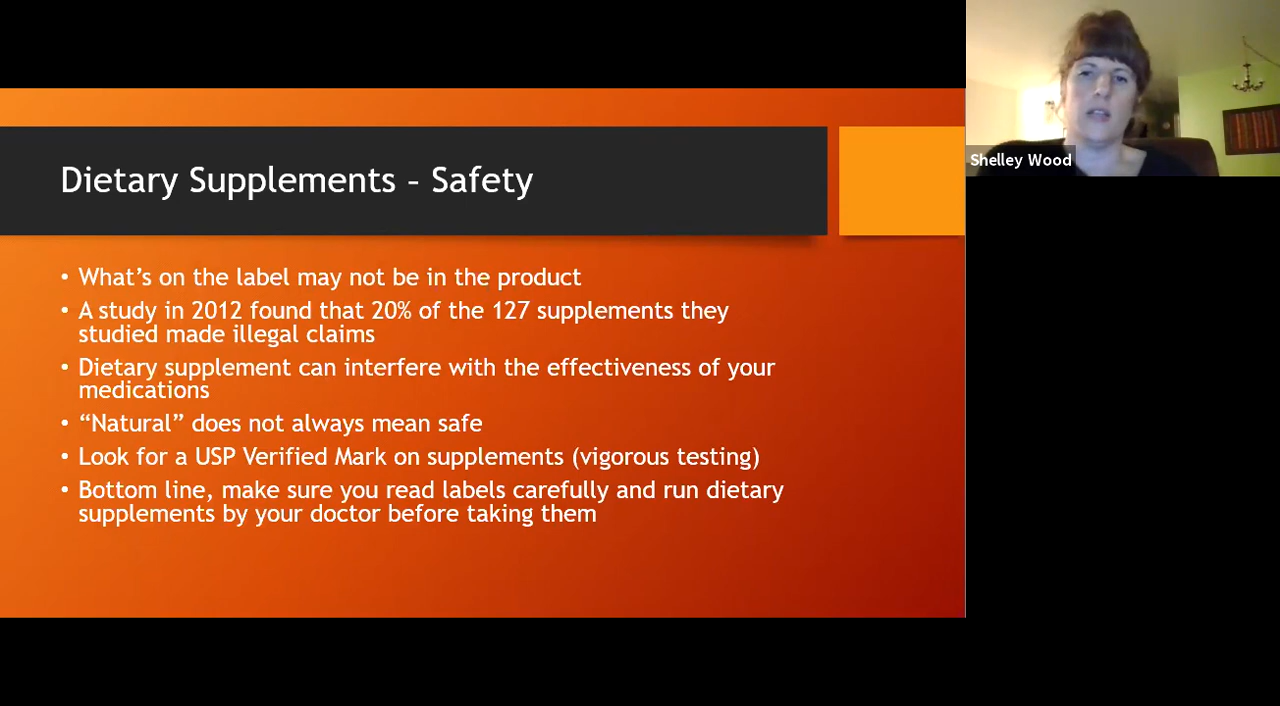 Dietary Supplements – Safety
• What's on the label may not be in the product
• A study in 2012 found that 20% of the 127 supplements they
studied made illegal claims
• Dietary supplement can interfere with the effectiveness of your
medications
• “Natural” does not always mean safe
• Look for a USP Verified Mark on supplements (vigorous testing)
• Bottom line, make sure you read labels carefully and run dietary
supplements by your doctor before taking them
Shelley Wood